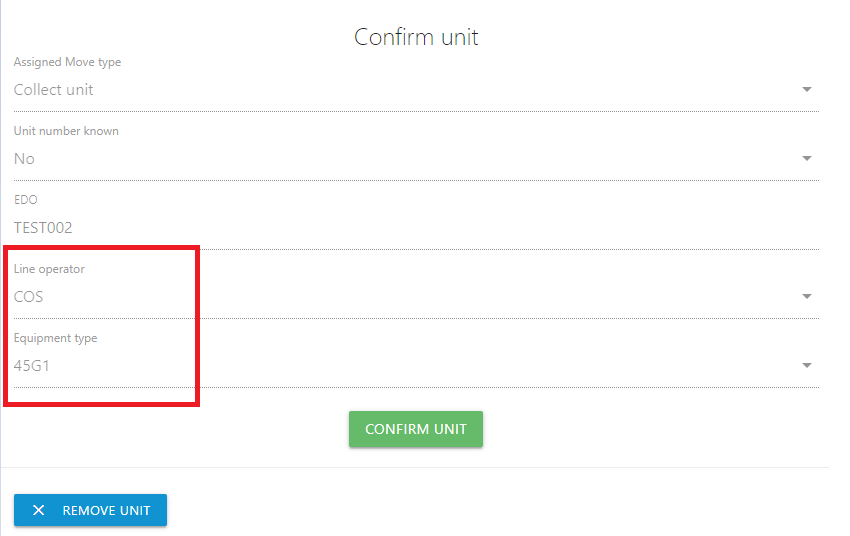 Confirm unit
Assigned Move type
Collect unit
Unit number known
No
EDO
TEST002
Line operator
COS
Equipment type
45G1
CONFIRM UNIT
REMOVE UNIT